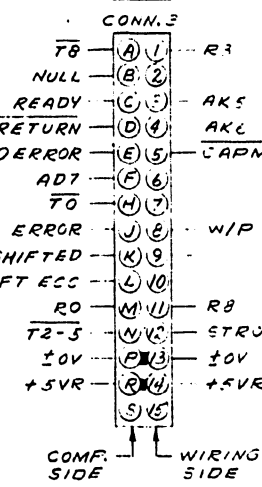 CONN. 3
T8 A 1 R3
NULL B 2
READY C 3 AK5
RETURN D 4
ERROR E 5
AD7 F 6
T0 H 7
ERROR J 8 W/P
SHIFTED K 9
L 10
R0 M 11 R8
T2-5 N 12
±0V P 13 ±0V
+5VR R 14 +5VR
S 15
COMP. WIRING
SIDE SIDE